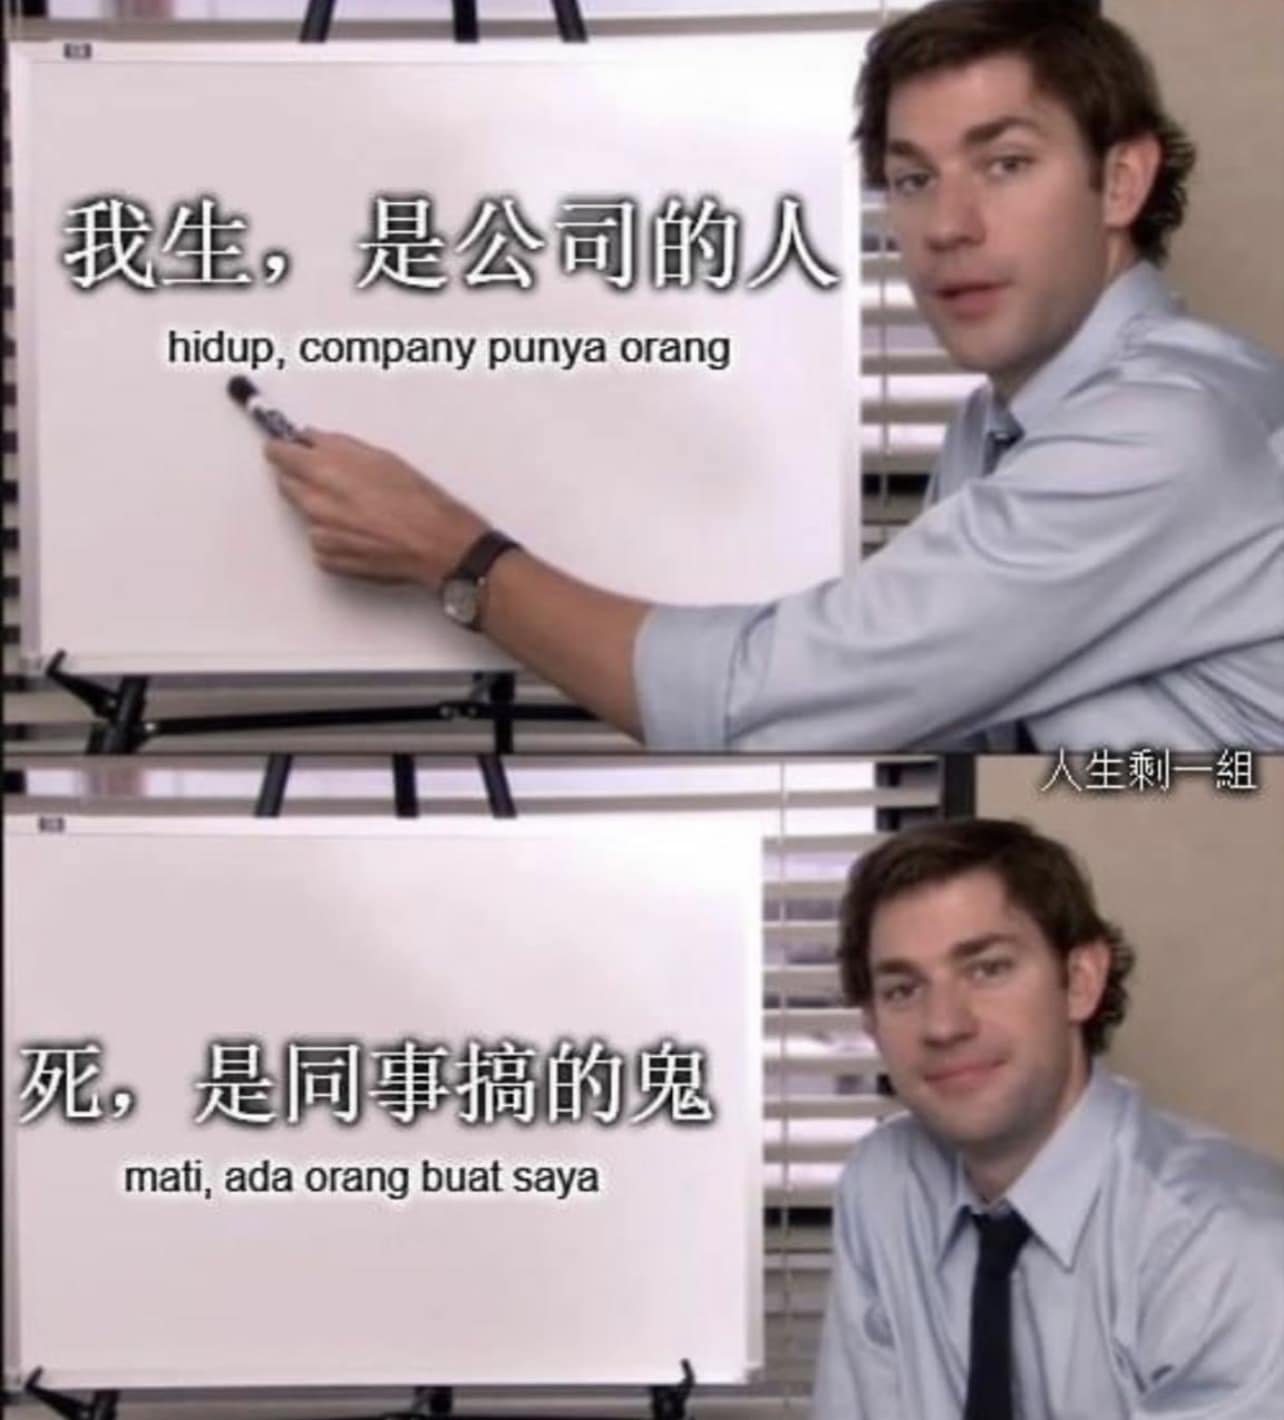 我生，是公司的人
hidup, company punya orang
人生剩一組
死，是同事搞的鬼
mati, ada orang buat saya